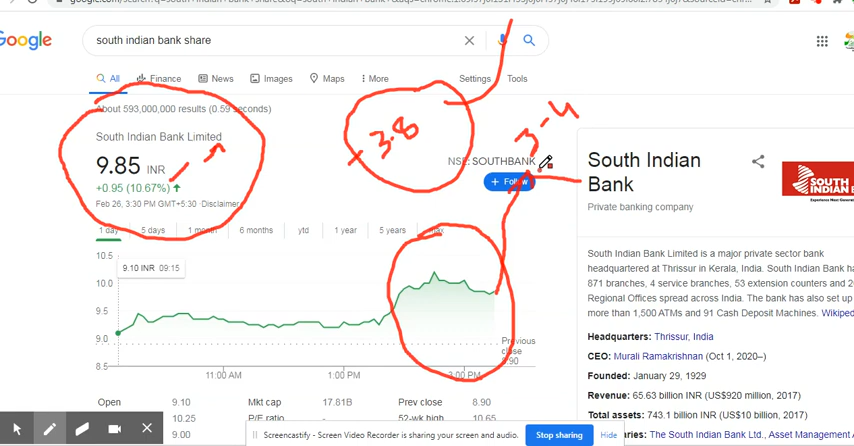 google.com/search?q=south+indian+bank+share
Google
south indian bank share
All Finance News Images Maps More Settings Tools
About 593,000,000 results (0.59 seconds)
3.8
3.4
South Indian Bank Limited
9.85 INR
NSE: SOUTHBANK
+0.95 (10.67%)
+ Follow
Feb 26, 3:30 PM GMT+5:30 · Disclaimer
1 day 5 days 1 month 6 months ytd 1 year 5 years max
10.5
9.10 INR 09:15
10.0
9.5
9.0
8.5
Previous
close
8.90
11:00 AM 1:00 PM 3:00 PM
Open 9.10 Mkt cap 17.81B Prev close 8.90
10.25 P/E ratio - 52-wk high 10.65
9.00
South Indian
Bank
Private banking company
SOUTH
INDIAN
Experience Next Gene
South Indian Bank Limited is a major private sector bank
headquartered at Thrissur in Kerala, India. South Indian Bank ha
871 branches, 4 service branches, 53 extension counters and 2
Regional Offices spread across India. The bank has also set up
more than 1,500 ATMs and 91 Cash Deposit Machines. Wikiped
Headquarters: Thrissur, India
CEO: Murali Ramakrishnan (Oct 1, 2020–)
Founded: January 29, 1929
Revenue: 65.63 billion INR (US$920 million, 2017)
Total assets: 743.1 billion INR (US$10 billion, 2017)
aries: The South Indian Bank Ltd., Asset Management
Screencastify - Screen Video Recorder is sharing your screen and audio. Stop sharing Hide